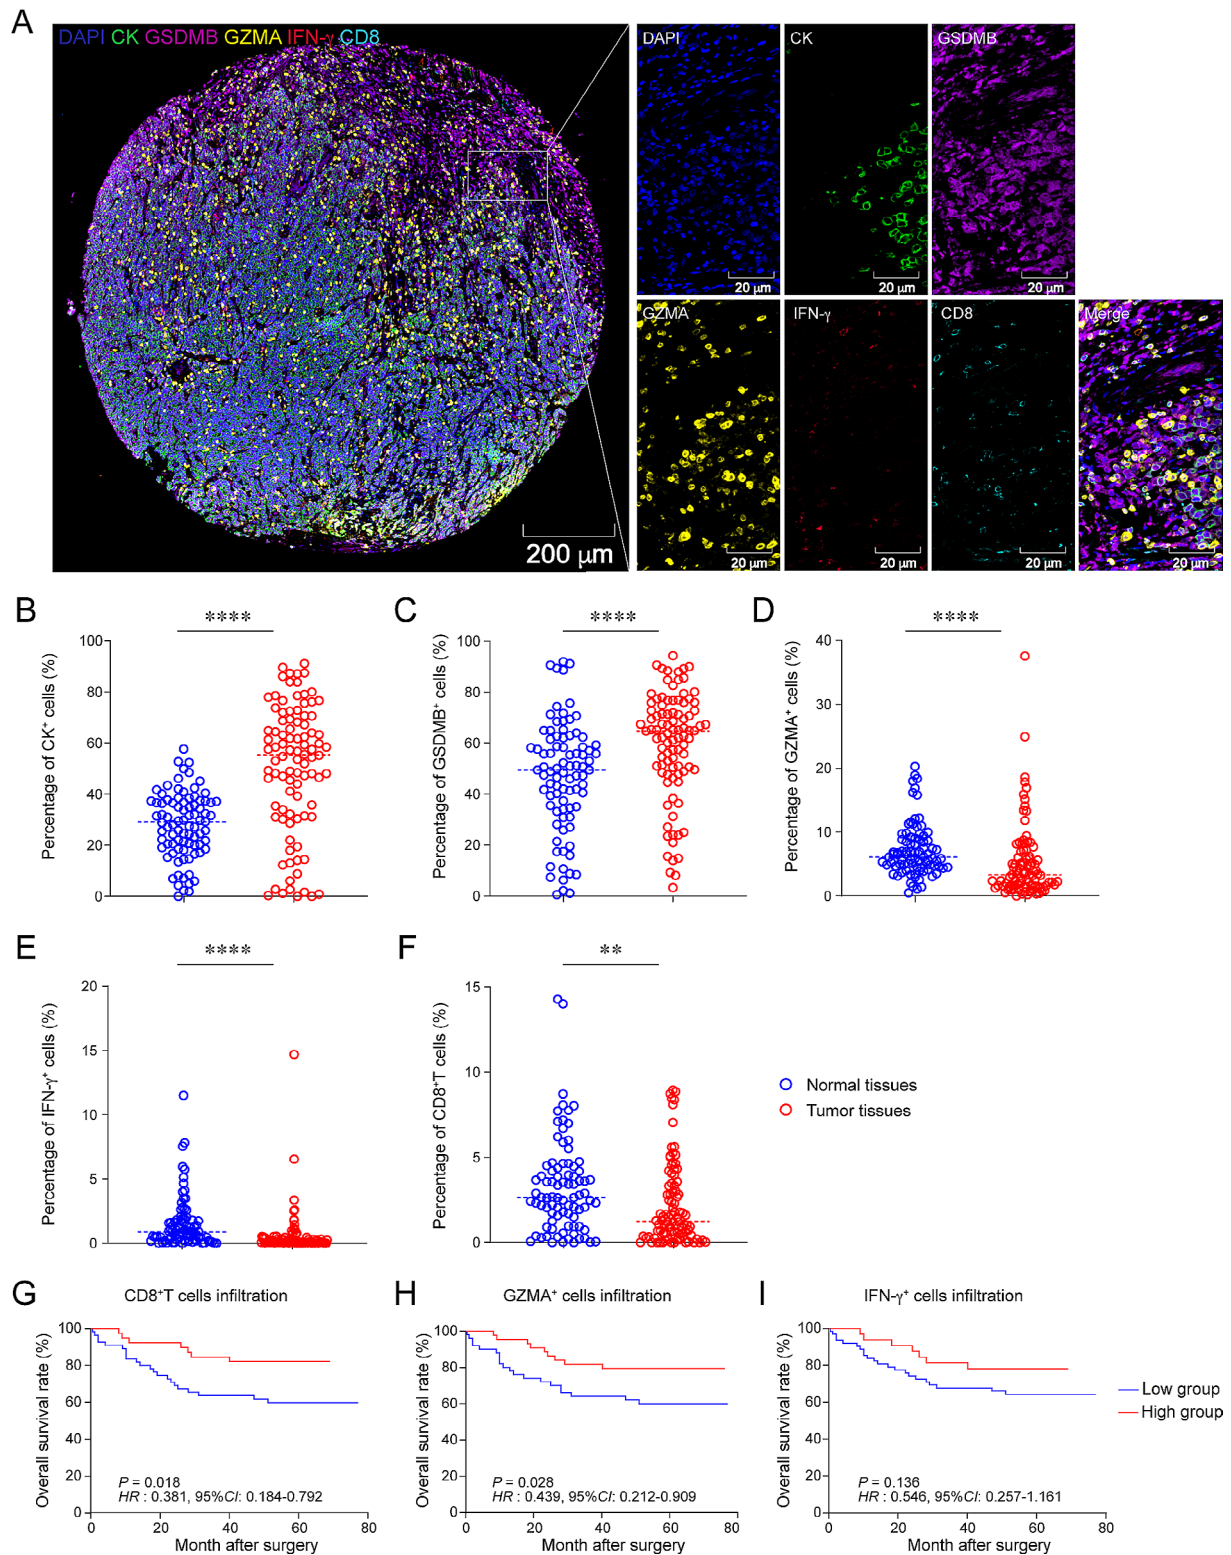 A
DAPI CK GSDMB GZMA IFN-γ CD8
200 μm
DAPI
20 μm
CK
20 μm
GSDMB
20 μm
GZMA
20 μm
IFN-γ
20 μm
CD8
20 μm
Merge
20 μm
B
****
Percentage of CK⁺ cells (%)
100
80
60
40
20
0
C
****
Percentage of GSDMB⁺ cells (%)
100
80
60
40
20
0
D
****
Percentage of GZMA⁺ cells (%)
40
30
20
10
0
E
****
Percentage of IFN-γ⁺ cells (%)
20
15
10
5
0
F
**
Percentage of CD8⁺T cells (%)
15
10
5
0
Normal tissues
Tumor tissues
G
CD8⁺T cells infiltration
Overall survival rate (%)
100
80
60
40
20
0
P = 0.018
HR : 0.381, 95%CI: 0.184-0.792
0 20 40 60 80
Month after surgery
H
GZMA⁺ cells infiltration
Overall survival rate (%)
100
80
60
40
20
0
P = 0.028
HR : 0.439, 95%CI: 0.212-0.909
0 20 40 60 80
Month after surgery
I
IFN-γ⁺ cells infiltration
Overall survival rate (%)
100
80
60
40
20
0
P = 0.136
HR : 0.546, 95%CI: 0.257-1.161
0 20 40 60 80
Month after surgery
Low group
High group